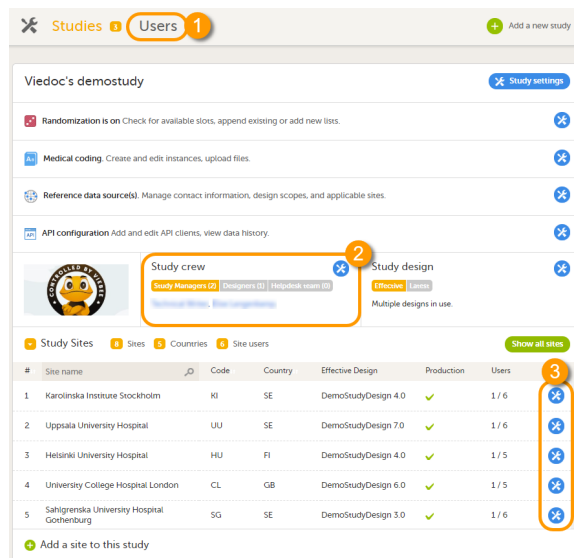 Studies 3 Users 1
Add a new study
Viedoc's demostudy
Study settings
Randomization is on Check for available slots, append existing or add new lists.
Medical coding. Create and edit instances, upload files.
Reference data source(s). Manage contact information, design scopes, and applicable sites.
API
API configuration Add and edit API clients, view data history.
2
CONTROLLED BY VIEDOC
Study crew
Study Managers (2) Designers (1) Helpdesk team (0)
Study design
Effective Latest
Multiple designs in use.
Study Sites 8 Sites 5 Countries 6 Site users
Show all sites
# Site name Code Country Effective Design Production Users 3
1 Karolinska Institute Stockholm KI SE DemoStudyDesign 4.0 1 / 6
2 Uppsala University Hospital UU SE DemoStudyDesign 7.0 1 / 6
3 Helsinki University Hospital HU FI DemoStudyDesign 4.0 1 / 5
4 University College Hospital London CL GB DemoStudyDesign 6.0 1 / 5
5 Sahlgrenska University Hospital Gothenburg SG SE DemoStudyDesign 3.0 1 / 6
Add a site to this study